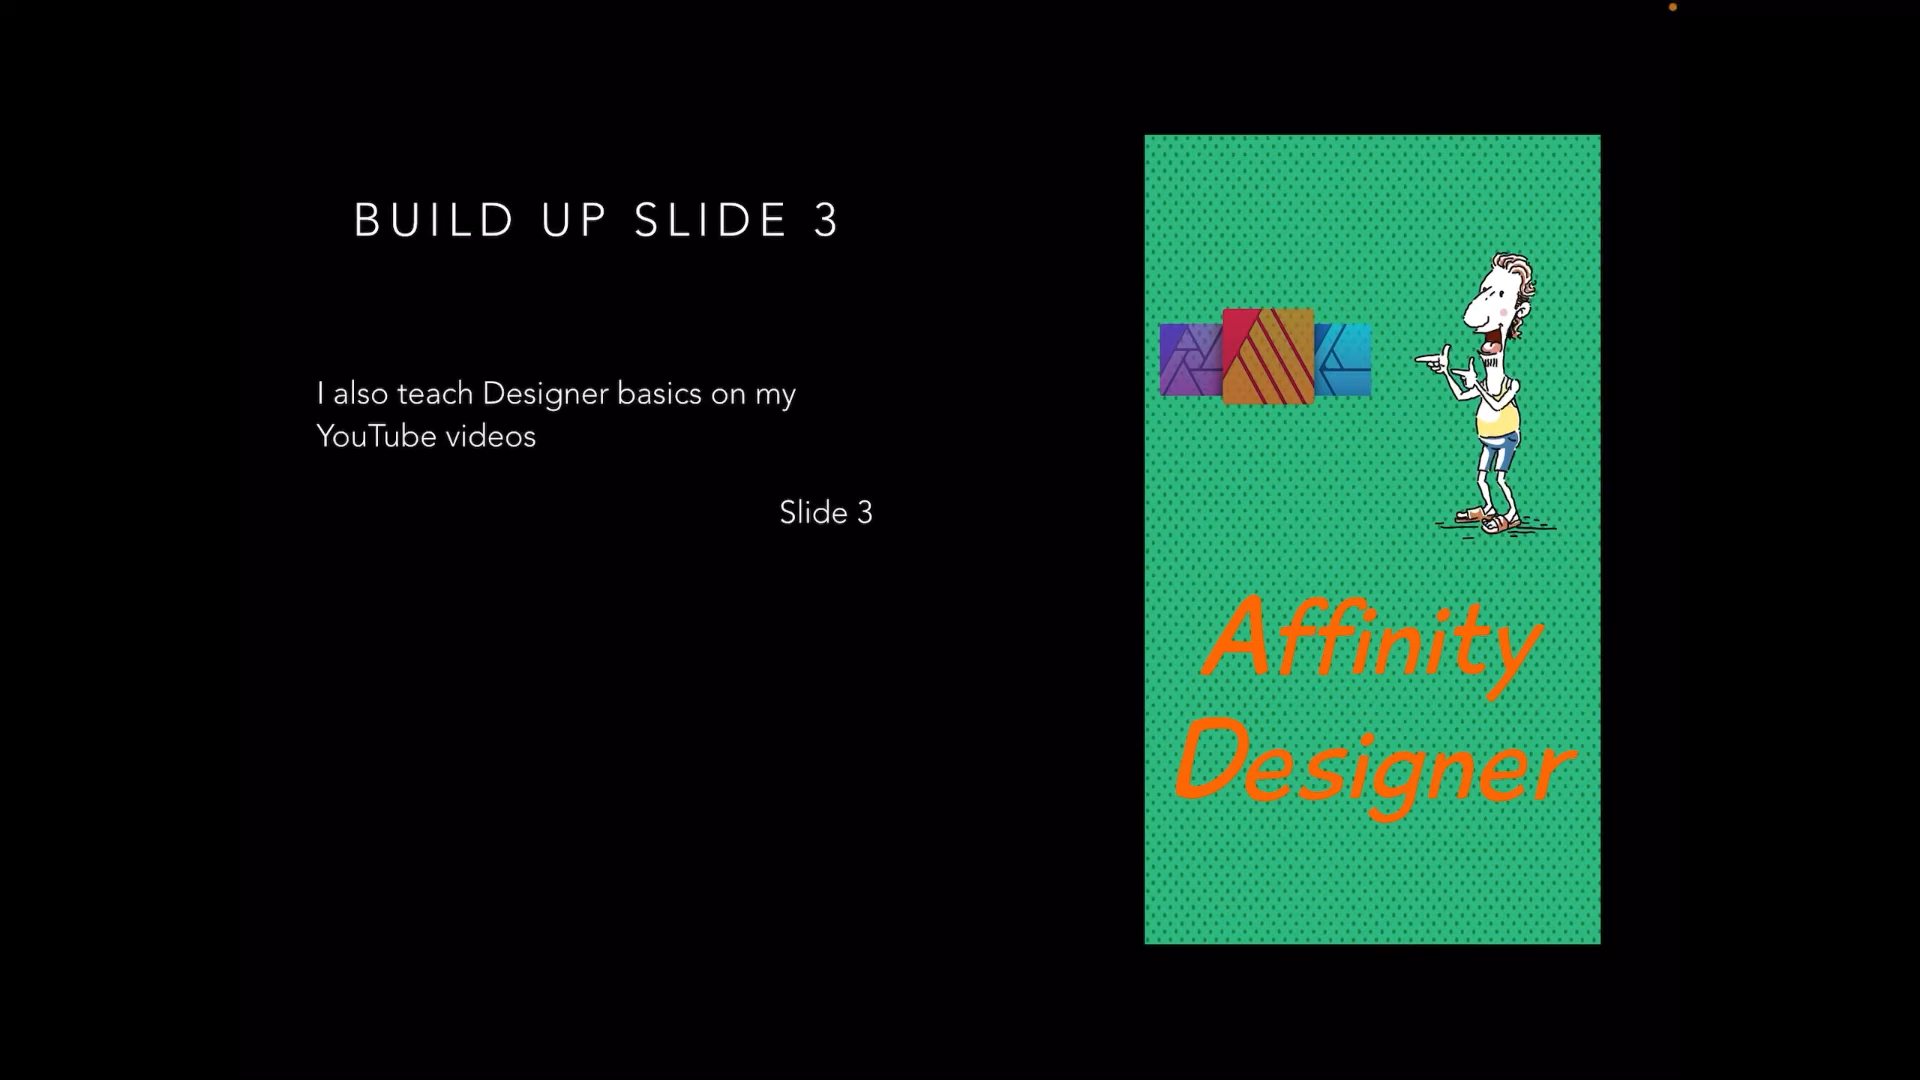 BUILD UP SLIDE 3
I also teach Designer basics on my
YouTube videos
Slide 3
Affinity
Designer